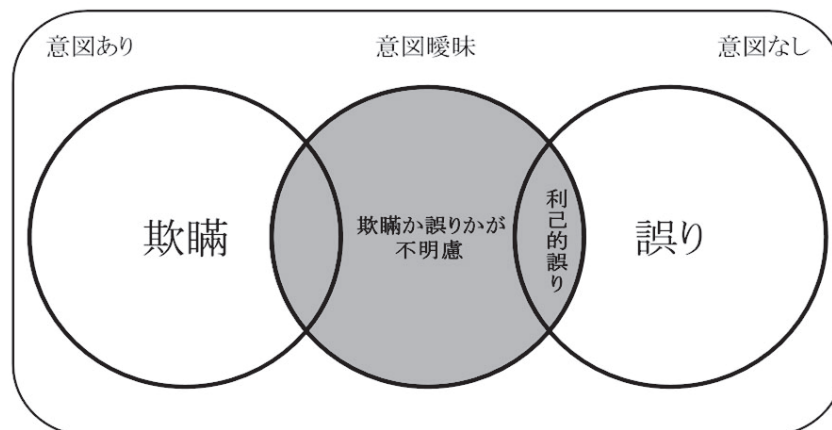 意図あり
意図曖昧
意図なし
欺瞞
欺瞞か誤りかが
不明慮
利己的誤り
誤り